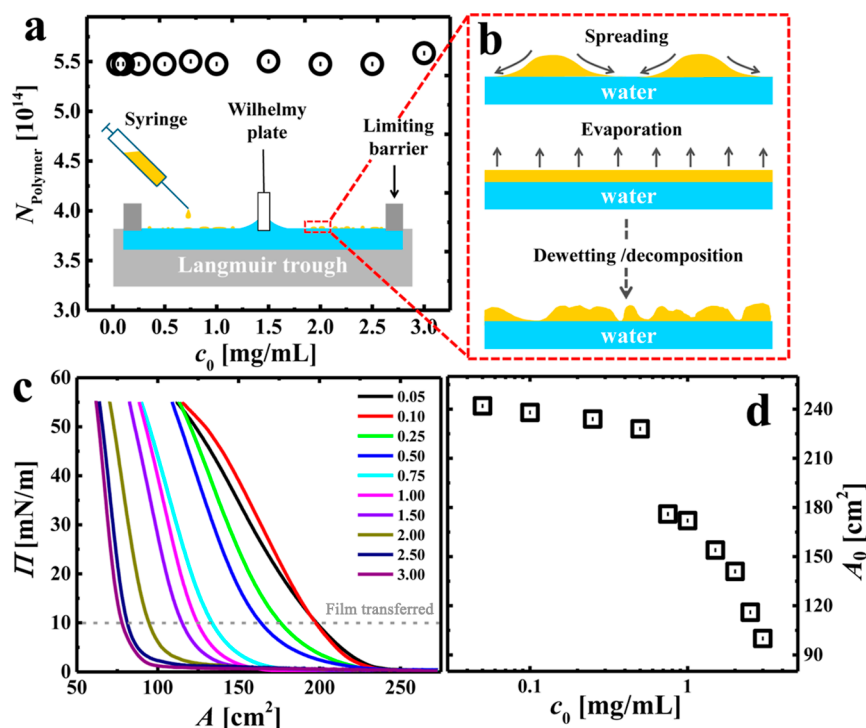 a
N_Polymer [10^14]
5.5
5.0
4.5
4.0
3.5
3.0
0.0 0.5 1.0 1.5 2.0 2.5 3.0
c_0 [mg/mL]
Syringe
Wilhelmy
plate
Limiting
barrier
Langmuir trough
b
Spreading
water
Evaporation
water
Dewetting /decomposition
water
c
Π [mN/m]
60
50
40
30
20
10
0
50 100 150 200 250
A [cm²]
0.05
0.10
0.25
0.50
0.75
1.00
1.50
2.00
2.50
3.00
Film transferred
d
240
210
180
150
120
90
A_0 [cm²]
0.1 1
c_0 [mg/mL]